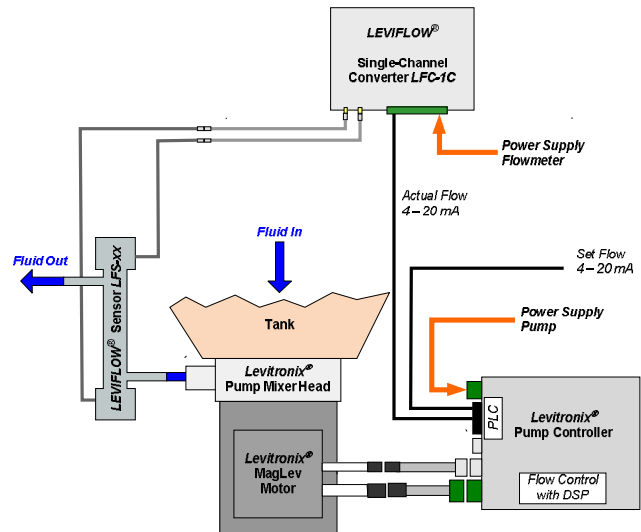 LEVIFLOW®
Single-Channel
Converter LFC-1C
Power Supply
Flowmeter
Actual Flow
4 – 20 mA
Fluid In
Set Flow
4 – 20 mA
Fluid Out
LEVIFLOW® Sensor LFS-xx
Tank
Power Supply
Pump
Levitronix®
Pump Mixer Head
PLC
Levitronix®
Pump Controller
Levitronix®
MagLev
Motor
Flow Control
with DSP